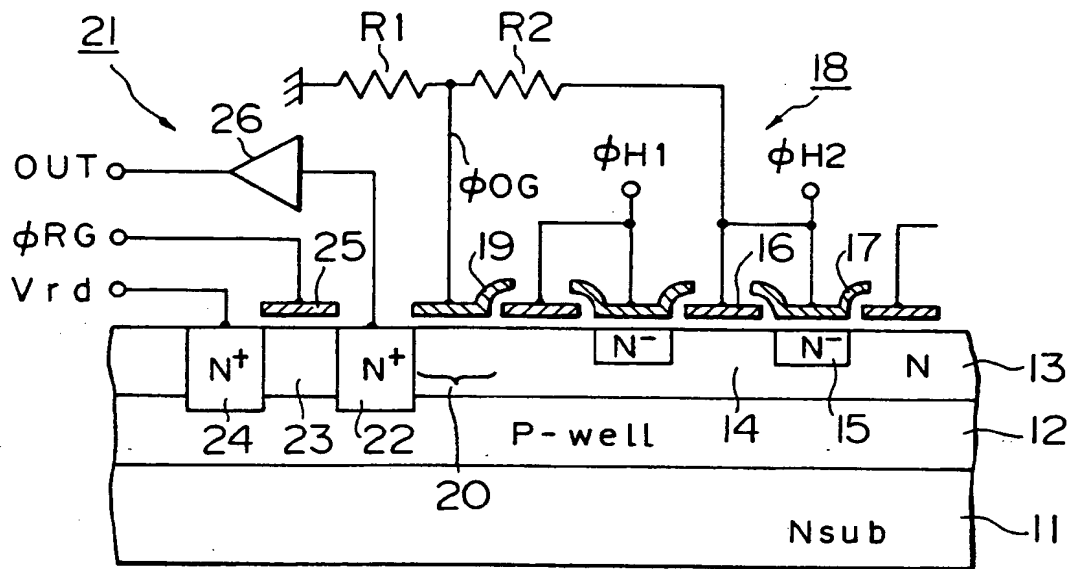 21
R1
R2
18
26
OUT
φOG
φH1
φH2
φRG
25
19
16
17
Vrd
N+
N+
N-
N-
N
13
24
23
22
P-well
14
15
12
20
Nsub
11